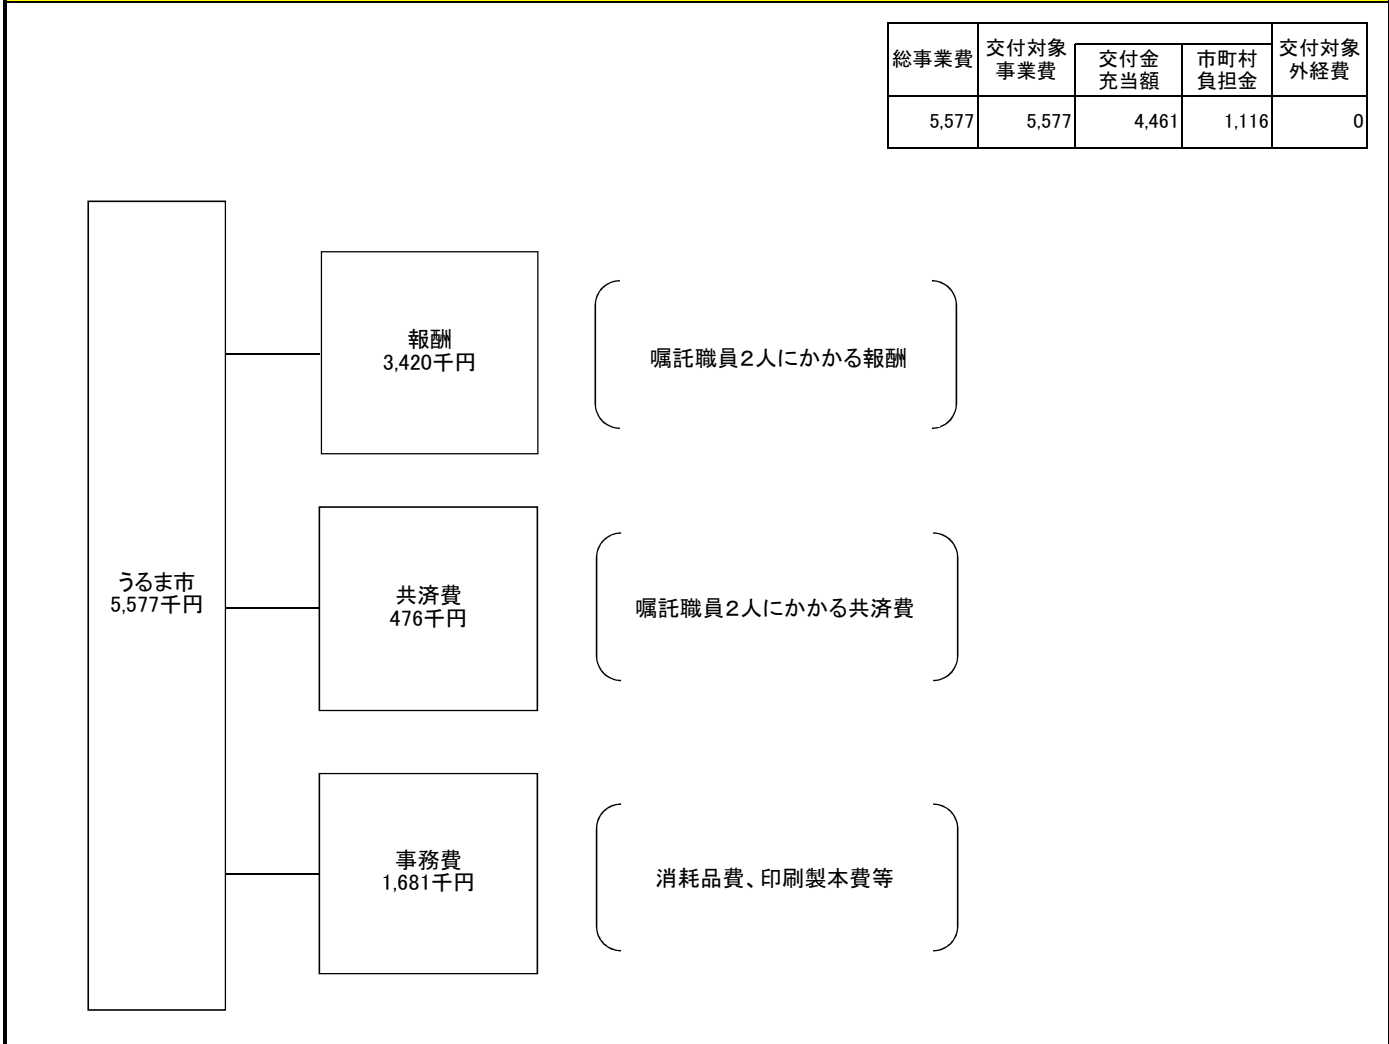 総事業費
交付対象
事業費
交付金
充当額
市町村
負担金
交付対象
外経費
5,577
5,577
4,461
1,116
0
うるま市
5,577千円
報酬
3,420千円
嘱託職員2人にかかる報酬
共済費
476千円
嘱託職員2人にかかる共済費
事務費
1,681千円
消耗品費、印刷製本費等